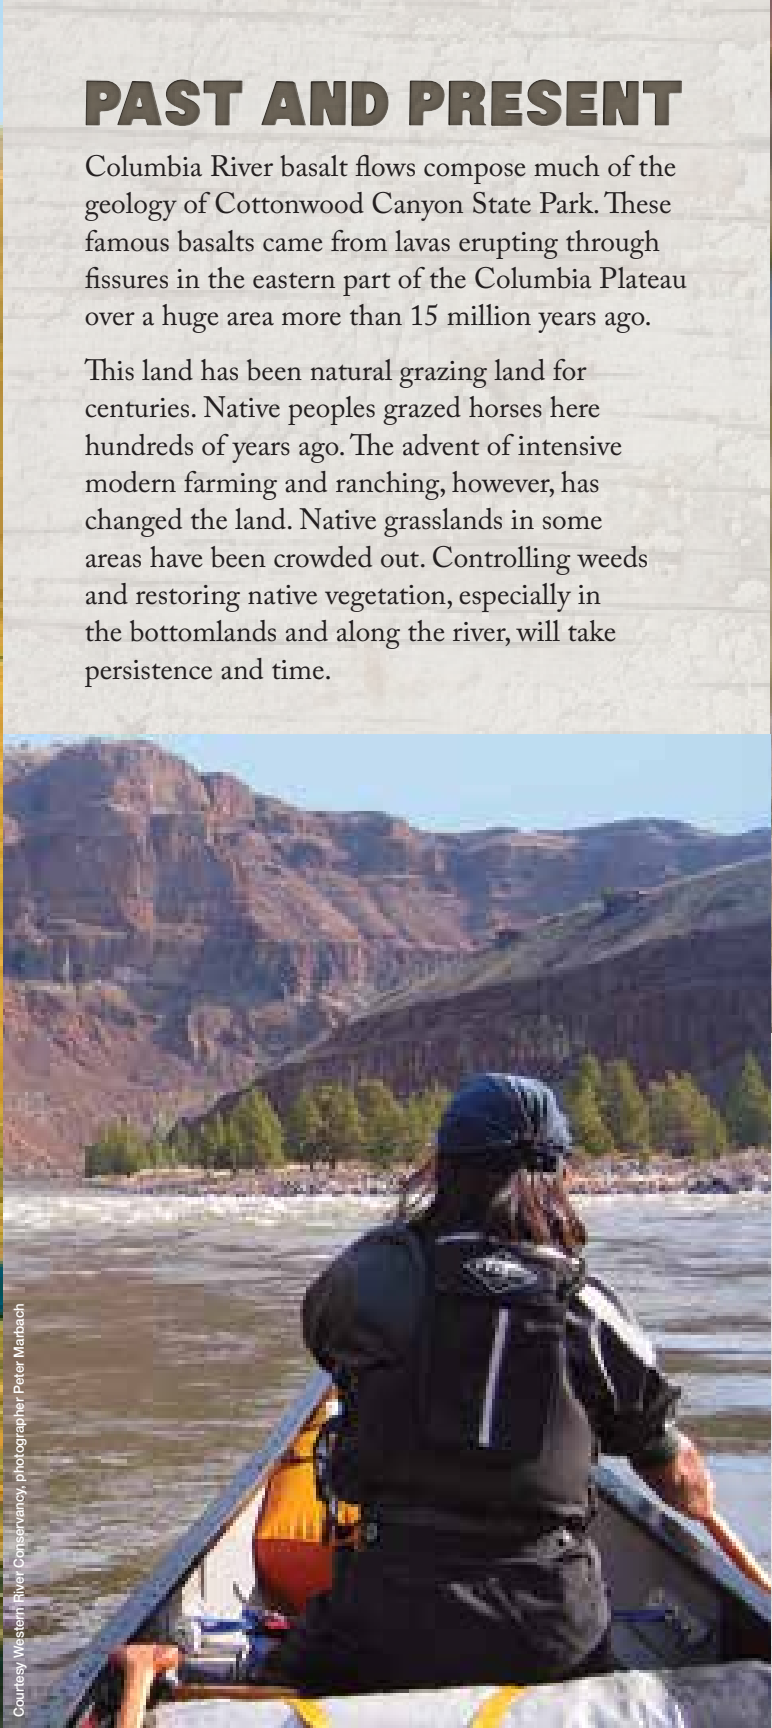 PAST AND PRESENT
Columbia River basalt flows compose much of the
geology of Cottonwood Canyon State Park. These
famous basalts came from lavas erupting through
fissures in the eastern part of the Columbia Plateau
over a huge area more than 15 million years ago.
This land has been natural grazing land for
centuries. Native peoples grazed horses here
hundreds of years ago. The advent of intensive
modern farming and ranching, however, has
changed the land. Native grasslands in some
areas have been crowded out. Controlling weeds
and restoring native vegetation, especially in
the bottomlands and along the river, will take
persistence and time.
Courtesy Western River Conservancy, photographer Peter Marbach